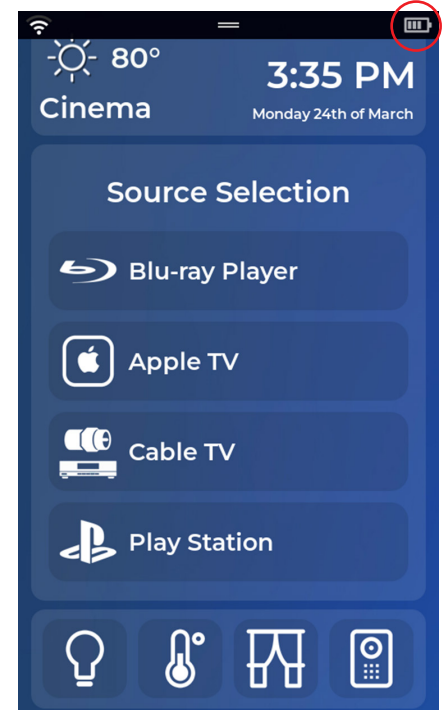 80°
3:35 PM
Cinema
Monday 24th of March
Source Selection
Blu-ray Player
Apple TV
Cable TV
Play Station